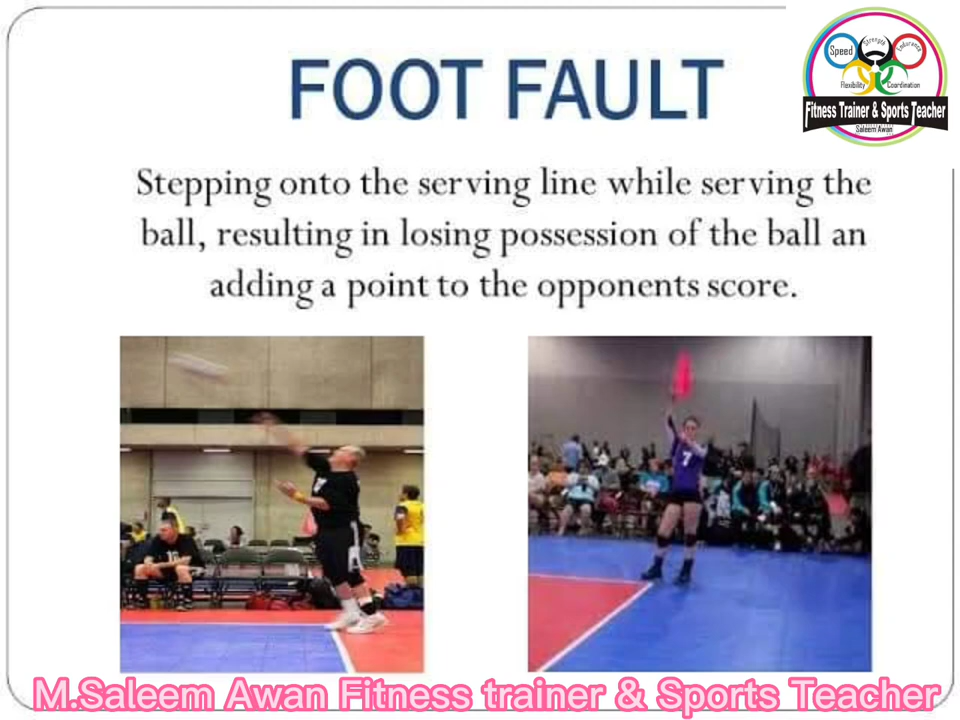 FOOT FAULT
Speed
Strength
Endurance
Flexibility
Coordination
Fitness Trainer & Sports Teacher
Saleem Awan
Stepping onto the serving line while serving the
ball, resulting in losing possession of the ball an
adding a point to the opponents score.
7
M.Saleem Awan Fitness trainer & Sports Teacher